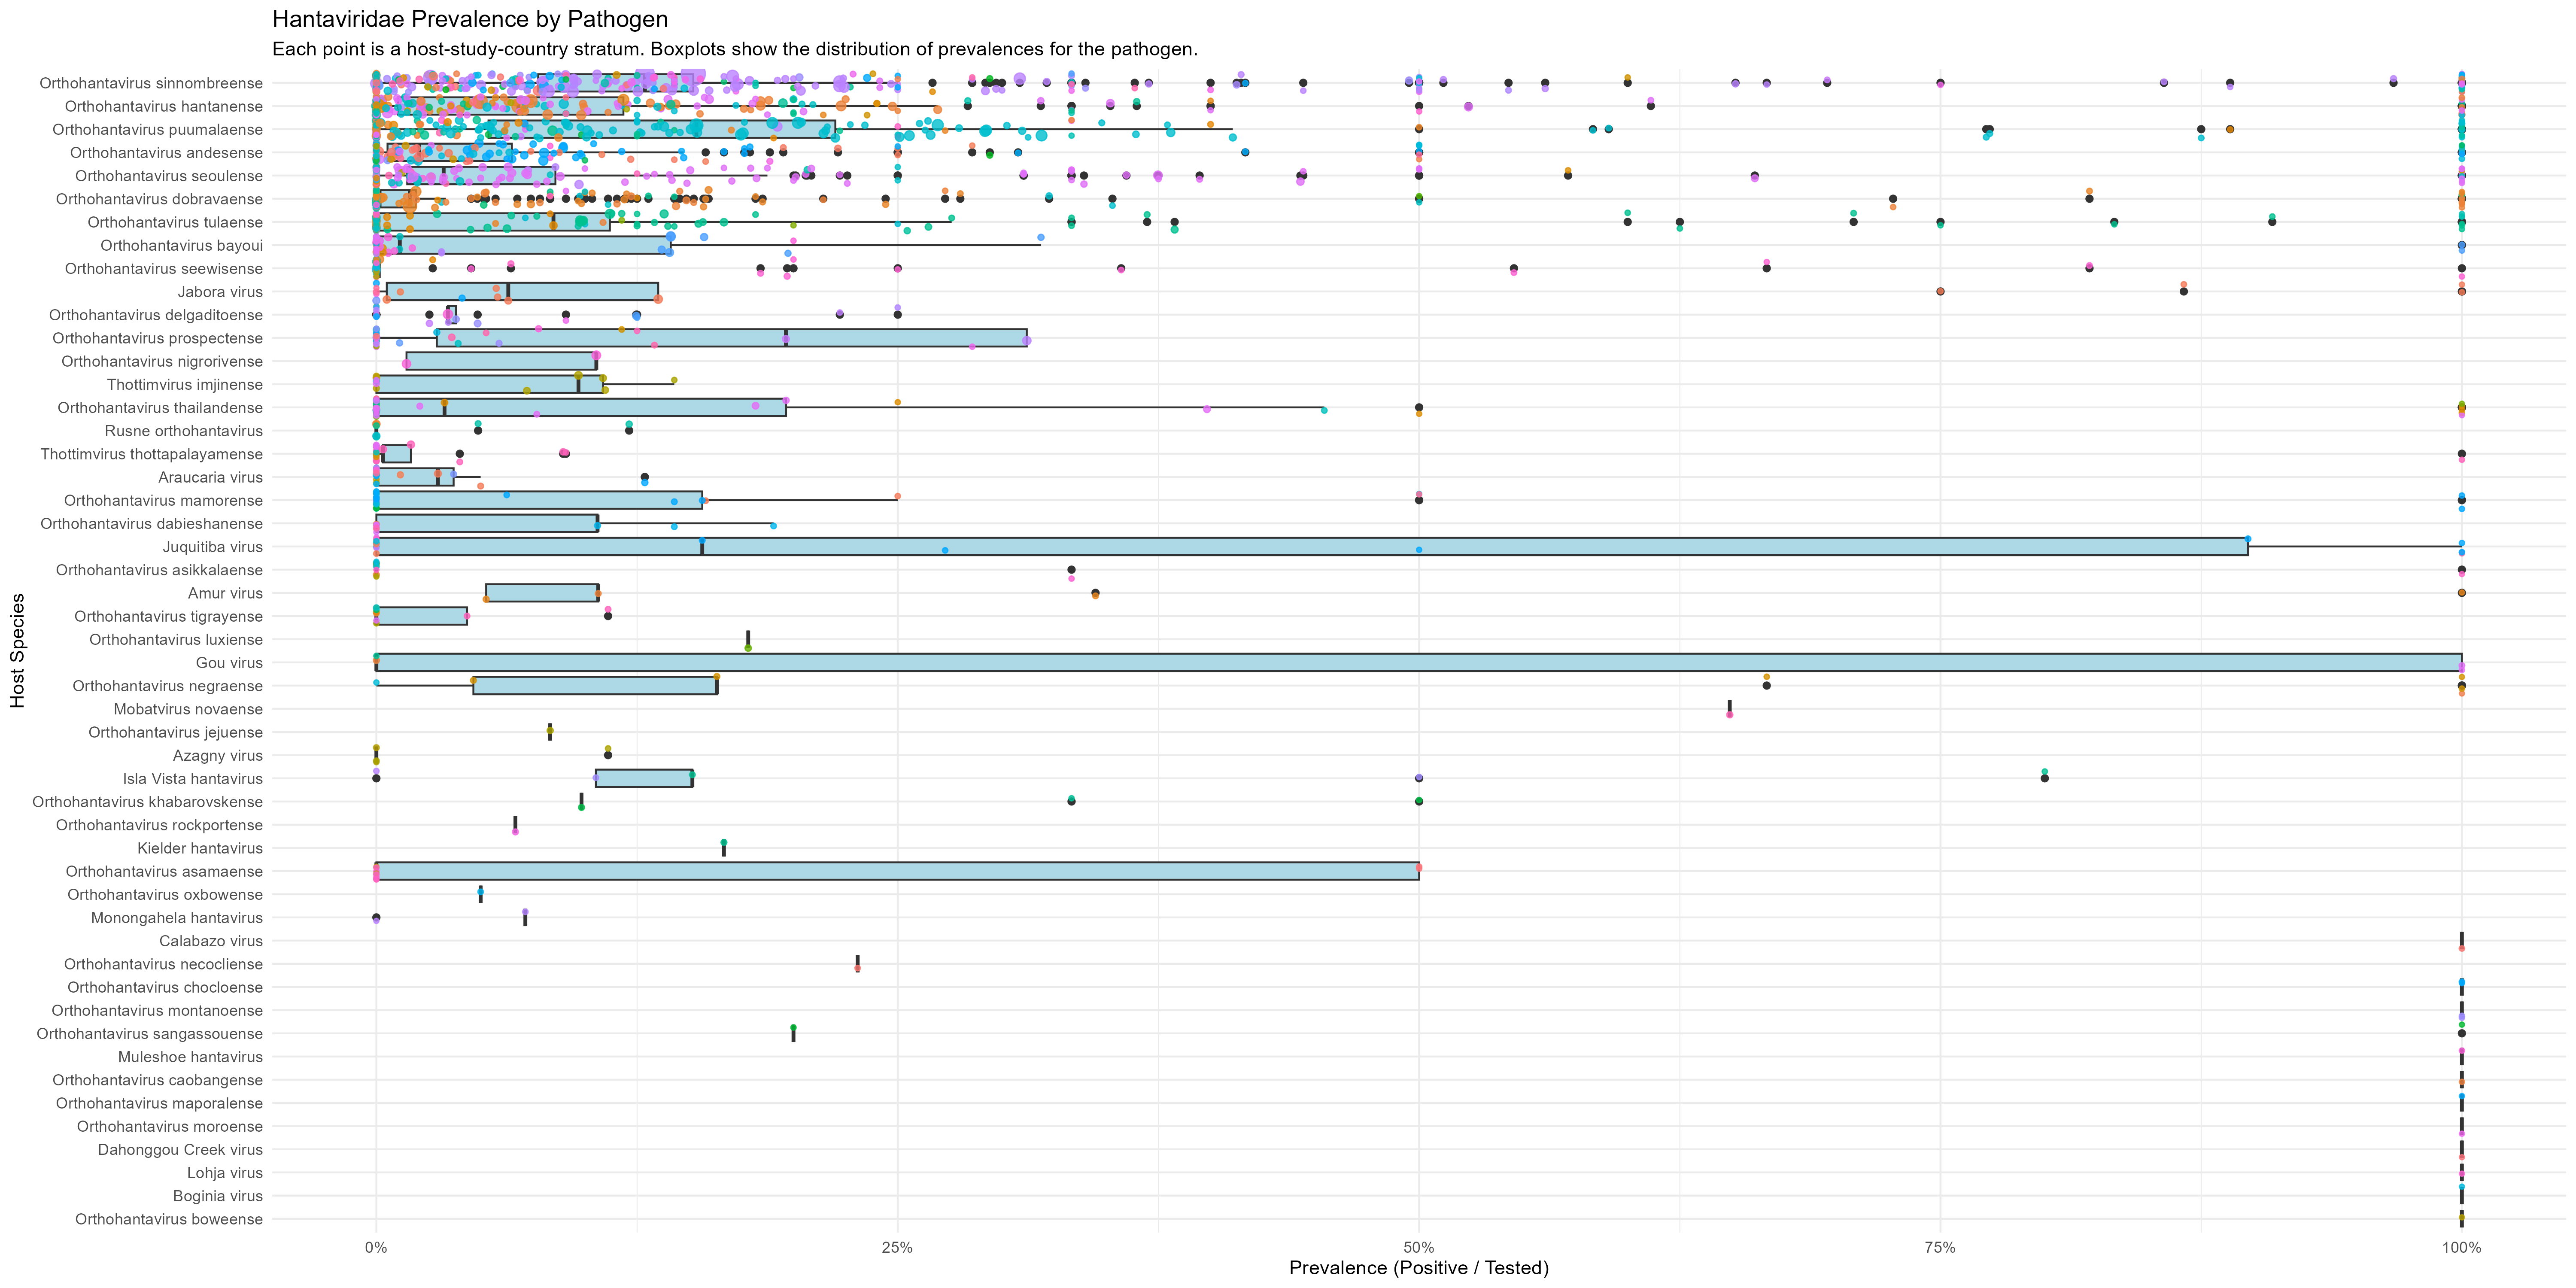 Hantaviridae Prevalence by Pathogen
Each point is a host-study-country stratum. Boxplots show the distribution of prevalences for the pathogen.
Host Species
Orthohantavirus sinnombreense
Orthohantavirus hantanense
Orthohantavirus puumalaense
Orthohantavirus andesense
Orthohantavirus seoulense
Orthohantavirus dobravaense
Orthohantavirus tulaense
Orthohantavirus bayoui
Orthohantavirus seewisense
Jabora virus
Orthohantavirus delgaditoense
Orthohantavirus prospectense
Orthohantavirus nigrorivense
Thottimvirus imjinense
Orthohantavirus thailandense
Rusne orthohantavirus
Thottimvirus thottapalayamense
Araucaria virus
Orthohantavirus mamorense
Orthohantavirus dabieshanense
Juquitiba virus
Orthohantavirus asikkalaense
Amur virus
Orthohantavirus tigrayense
Orthohantavirus luxiense
Gou virus
Orthohantavirus negraense
Mobatvirus novaense
Orthohantavirus jejuense
Azagny virus
Isla Vista hantavirus
Orthohantavirus khabarovskense
Orthohantavirus rockportense
Kielder hantavirus
Orthohantavirus asamaense
Orthohantavirus oxbowense
Monongahela hantavirus
Calabazo virus
Orthohantavirus necocliense
Orthohantavirus chocloense
Orthohantavirus montanoense
Orthohantavirus sangassouense
Muleshoe hantavirus
Orthohantavirus caobangense
Orthohantavirus maporalense
Orthohantavirus moroense
Dahonggou Creek virus
Lohja virus
Boginia virus
Orthohantavirus boweense
0% 25% 50% 75% 100%
Prevalence (Positive / Tested)